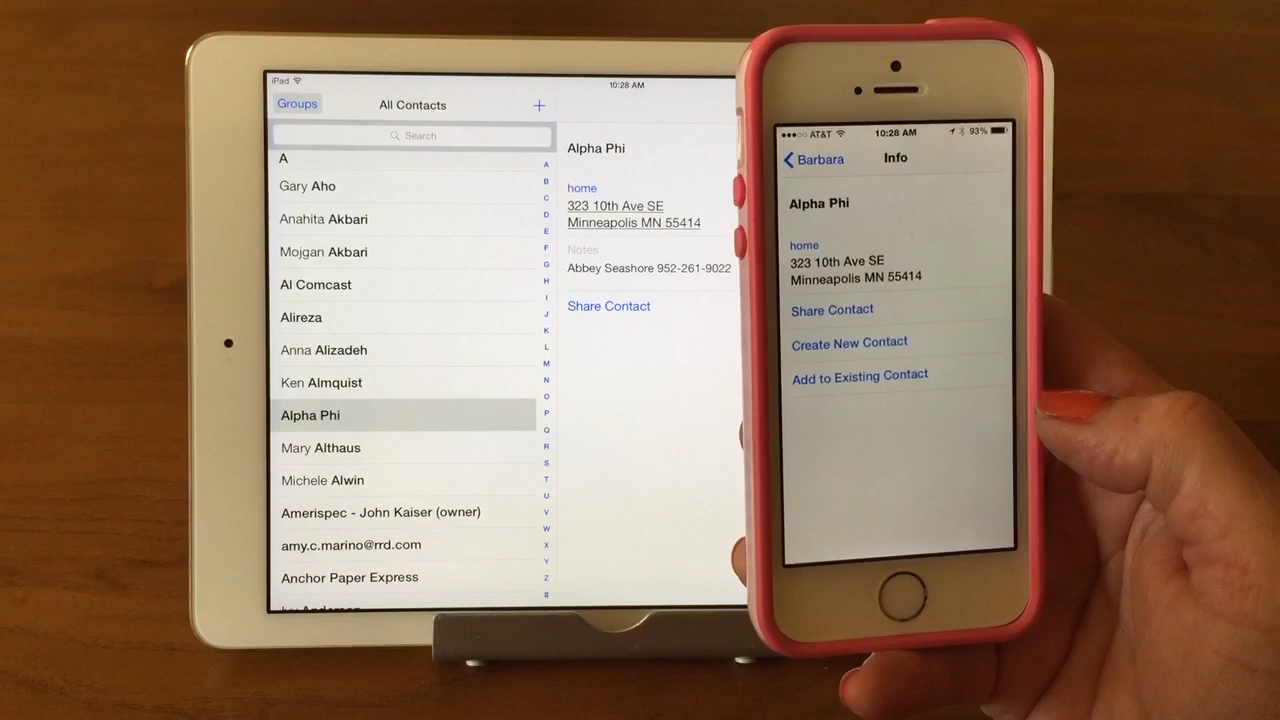 iPad
10:28 AM
Groups
All Contacts
+
Search
A
Gary Aho
Anahita Akbari
Mojgan Akbari
Al Comcast
Alireza
Anna Alizadeh
Ken Almquist
Alpha Phi
Mary Althaus
Michele Alwin
Amerispec - John Kaiser (owner)
amy.c.marino@rrd.com
Anchor Paper Express
A
B
C
D
E
F
G
H
I
J
K
L
M
N
O
P
Q
R
S
T
U
V
W
X
Y
Z
#
Alpha Phi
home
323 10th Ave SE
Minneapolis MN 55414
Notes
Abbey Seashore 952-261-9022
Share Contact
AT&T 10:28 AM 93%
Barbara
Info
Alpha Phi
home
323 10th Ave SE
Minneapolis MN 55414
Share Contact
Create New Contact
Add to Existing Contact